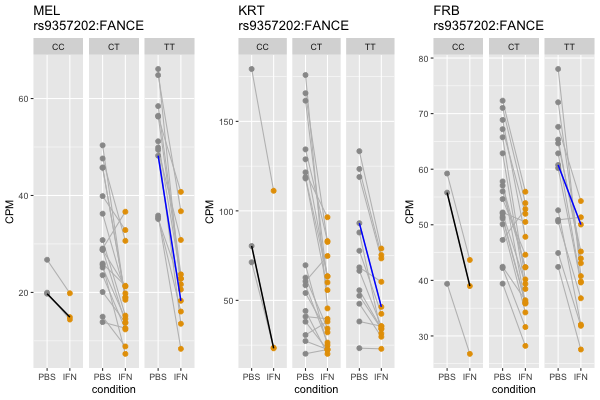 MEL
rs9357202:FANCE
CC CT TT
60
40
20
CPM
PBS IFN PBS IFN PBS IFN
condition
KRT
rs9357202:FANCE
CC CT TT
150
100
50
CPM
PBS IFN PBS IFN PBS IFN
condition
FRB
rs9357202:FANCE
CC CT TT
80
70
60
50
40
30
CPM
PBS IFN PBS IFN PBS IFN
condition